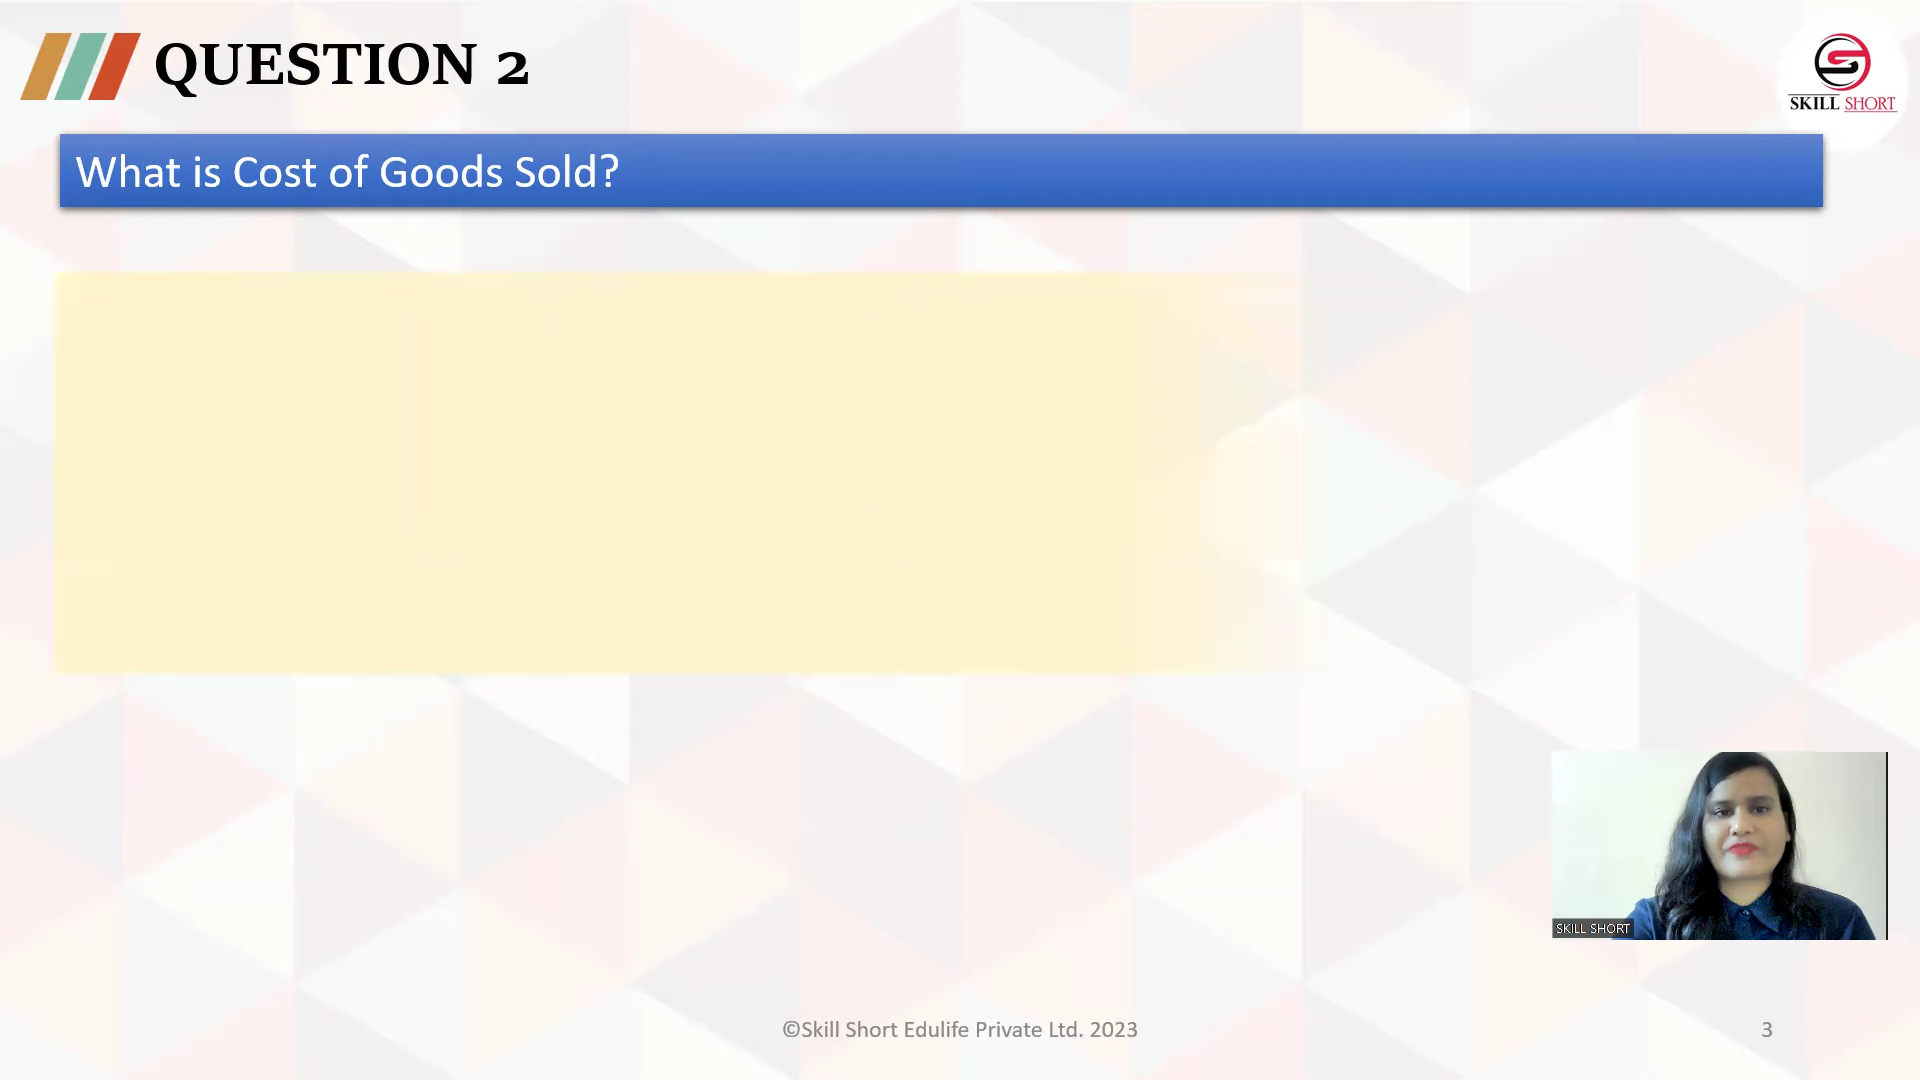 QUESTION 2
SKILL SHORT
What is Cost of Goods Sold?
SKILL SHORT
©Skill Short Edulife Private Ltd. 2023
3